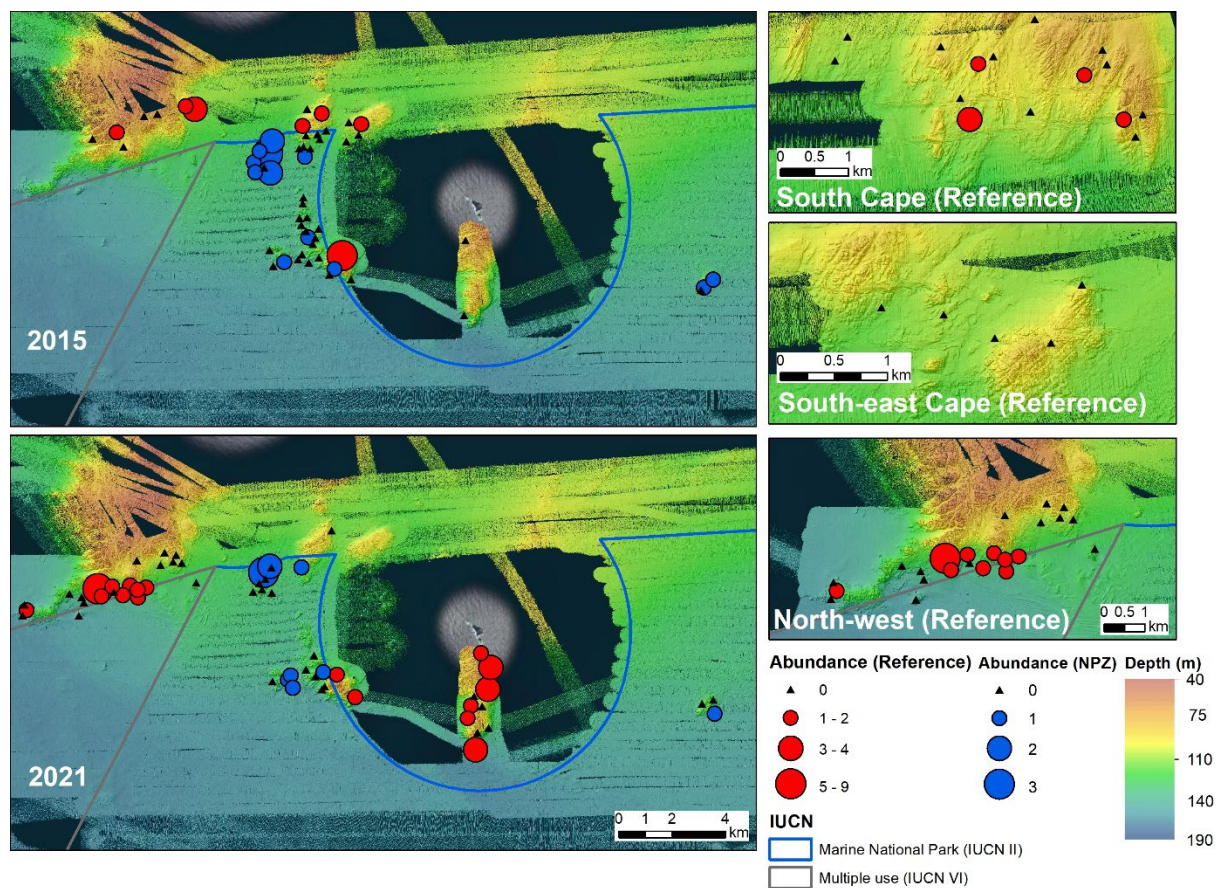 2015
2021
0 1 2 4
km
0 0.5 1
km
South Cape (Reference)
0 0.5 1
km
South-east Cape (Reference)
North-west (Reference)
0 0.5 1
km
Abundance (Reference)
0
1 - 2
3 - 4
5 - 9
Abundance (NPZ)
0
1
2
3
Depth (m)
40
75
110
140
190
IUCN
Marine National Park (IUCN II)
Multiple use (IUCN VI)